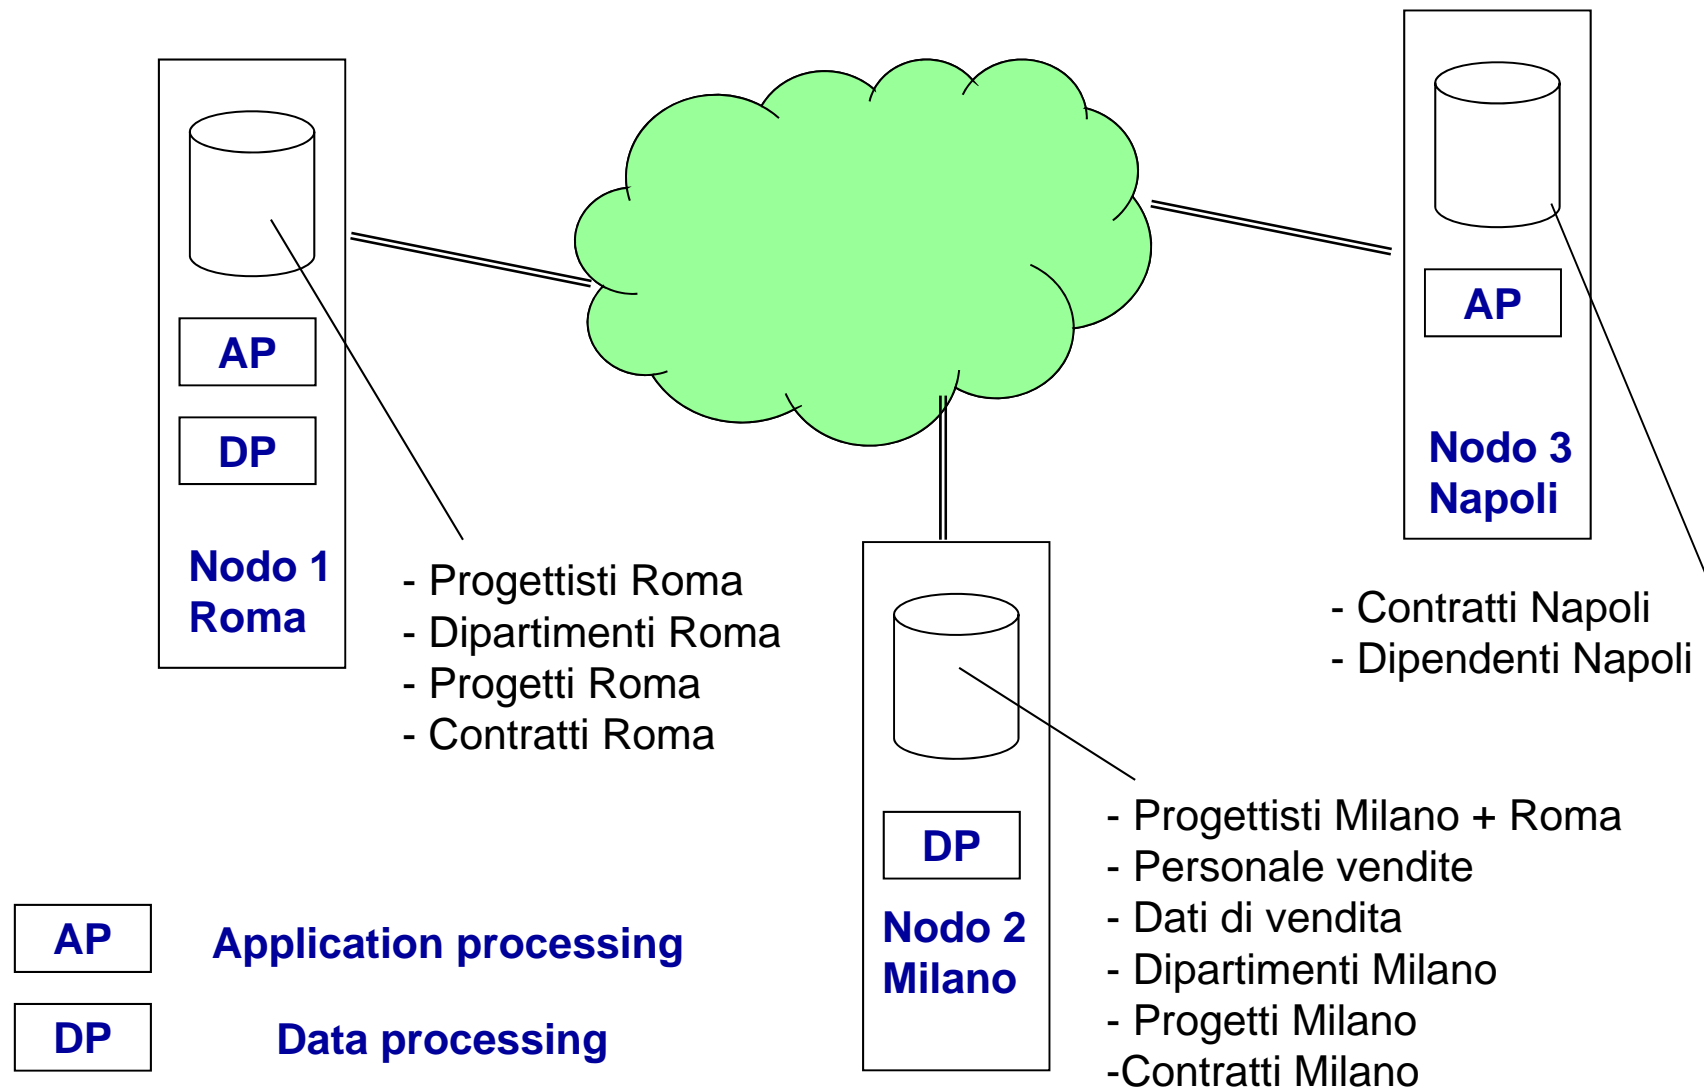 AP
DP
Nodo 1
Roma
- Progettisti Roma
- Dipartimenti Roma
- Progetti Roma
- Contratti Roma
AP
Nodo 3
Napoli
- Contratti Napoli
- Dipendenti Napoli
DP
Nodo 2
Milano
- Progettisti Milano + Roma
- Personale vendite
- Dati di vendita
- Dipartimenti Milano
- Progetti Milano
-Contratti Milano
AP Application processing
DP Data processing